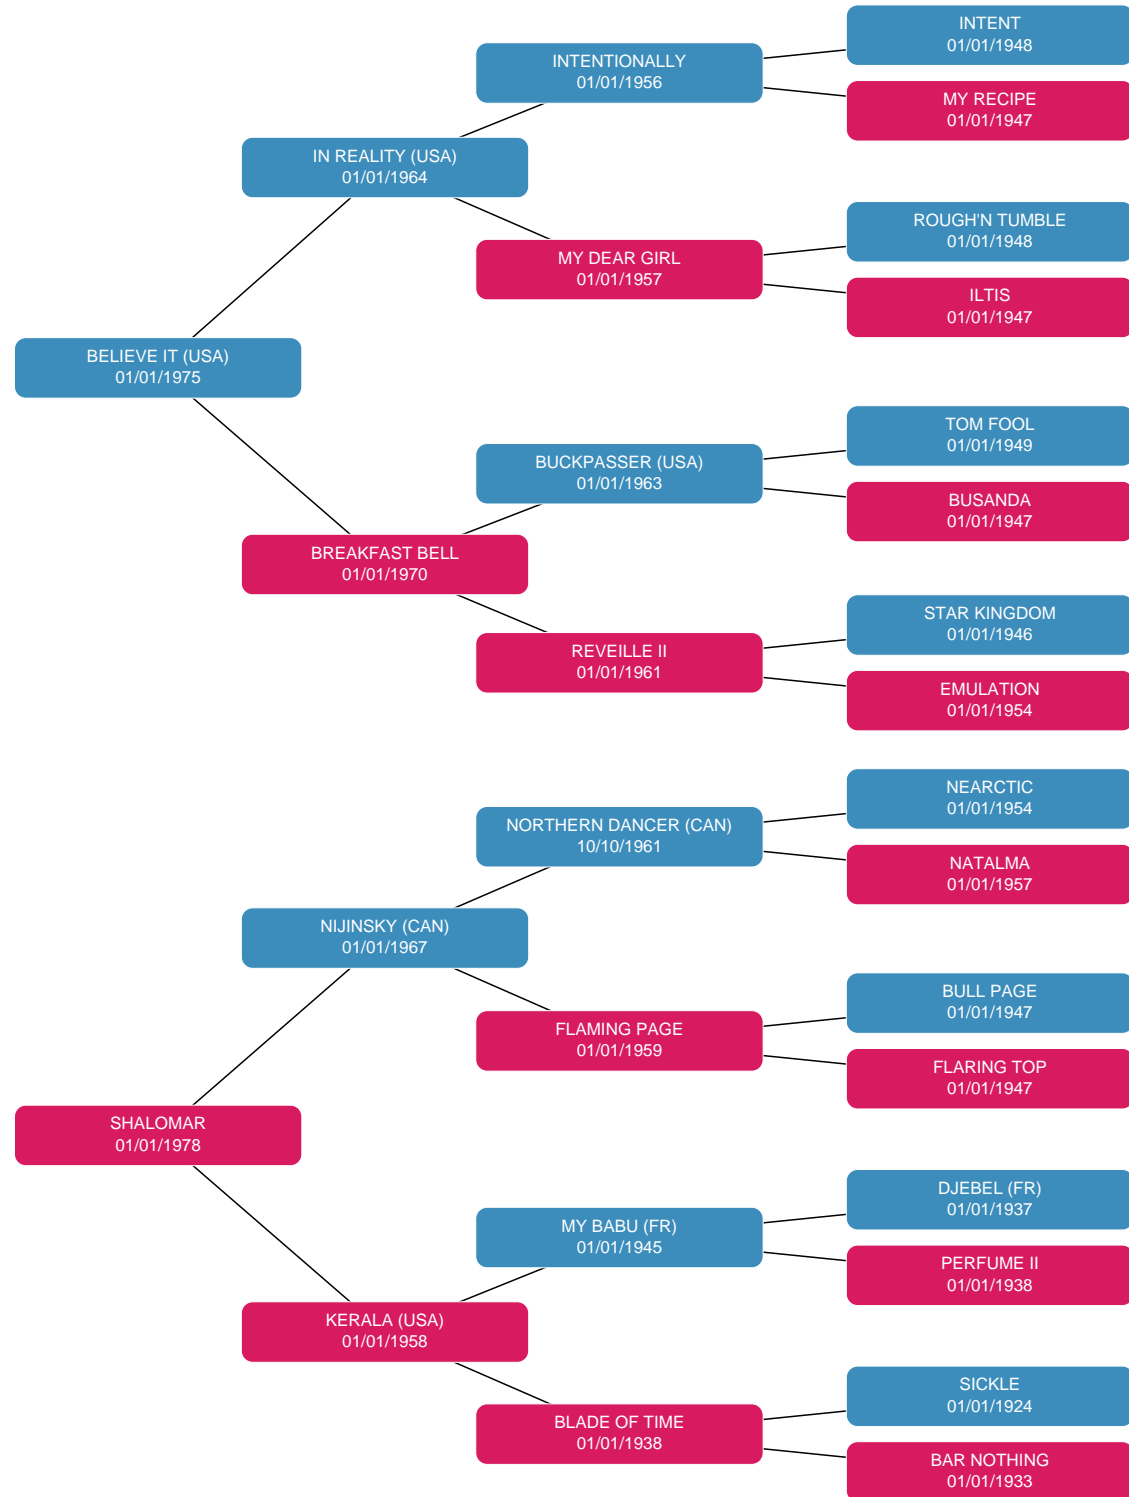 INTENT
01/01/1948
INTENTIONALLY
01/01/1956
MY RECIPE
01/01/1947
IN REALITY (USA)
01/01/1964
ROUGH'N TUMBLE
01/01/1948
MY DEAR GIRL
01/01/1957
ILTIS
01/01/1947
BELIEVE IT (USA)
01/01/1975
TOM FOOL
01/01/1949
BUCKPASSER (USA)
01/01/1963
BUSANDA
01/01/1947
BREAKFAST BELL
01/01/1970
STAR KINGDOM
01/01/1946
REVEILLE II
01/01/1961
EMULATION
01/01/1954
NEARCTIC
01/01/1954
NORTHERN DANCER (CAN)
10/10/1961
NATALMA
01/01/1957
NIJINSKY (CAN)
01/01/1967
BULL PAGE
01/01/1947
FLAMING PAGE
01/01/1959
FLARING TOP
01/01/1947
SHALOMAR
01/01/1978
DJEBEL (FR)
01/01/1937
MY BABU (FR)
01/01/1945
PERFUME II
01/01/1938
KERALA (USA)
01/01/1958
SICKLE
01/01/1924
BLADE OF TIME
01/01/1938
BAR NOTHING
01/01/1933